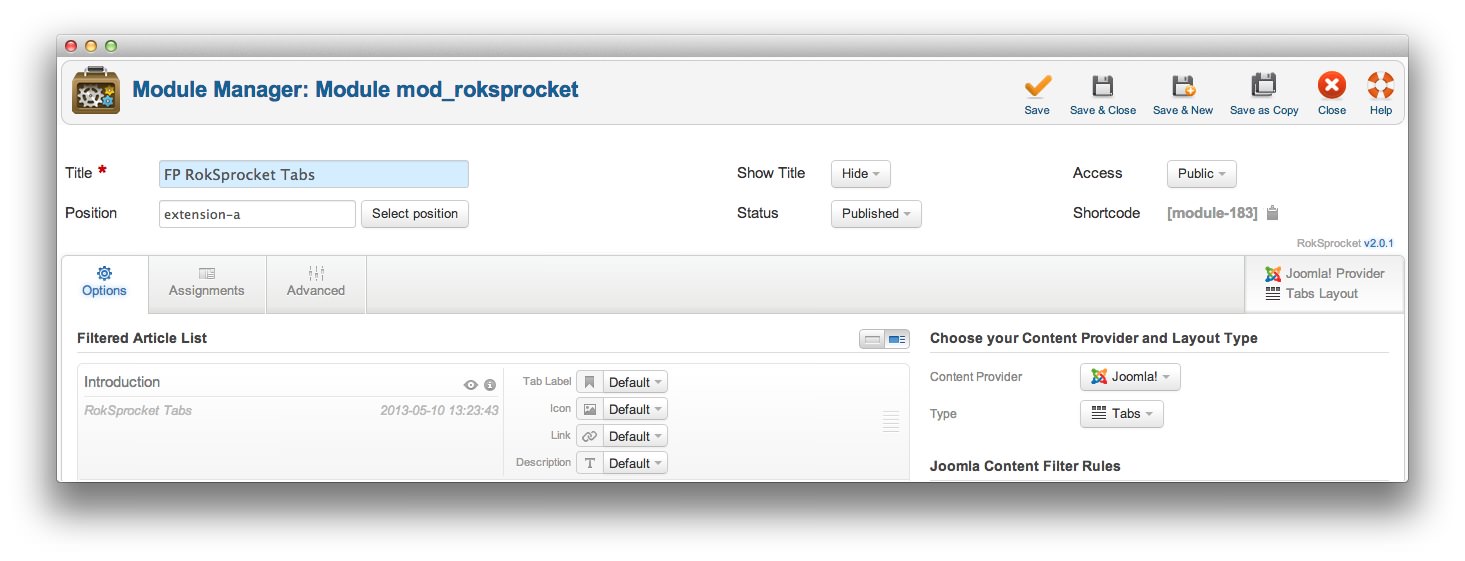 Module Manager: Module mod_roksprocket
Save
Save & Close
Save & New
Save as Copy
Close
Help
Title *
FP RokSprocket Tabs
Show Title
Hide
Access
Public
Position
extension-a
Select position
Status
Published
Shortcode
[module-183]
RokSprocket v2.0.1
Options
Assignments
Advanced
Joomla! Provider
Tabs Layout
Filtered Article List
Introduction
RokSprocket Tabs
2013-05-10 13:23:43
Tab Label
Default
Icon
Default
Link
Default
Description
Default
Choose your Content Provider and Layout Type
Content Provider
Joomla!
Type
Tabs
Joomla Content Filter Rules